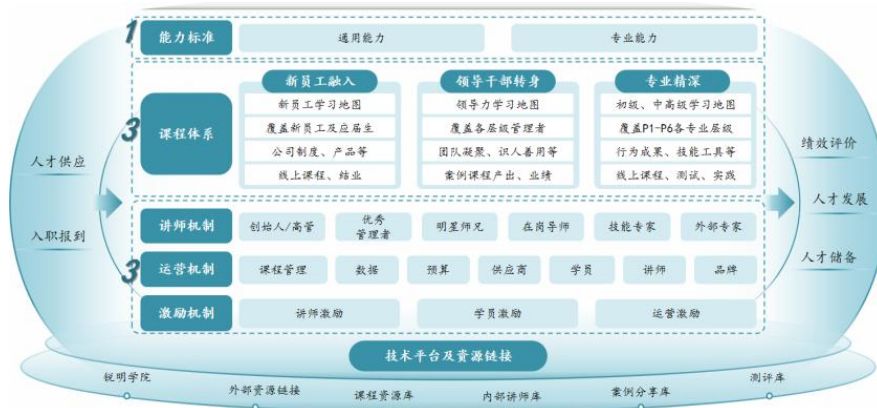 1
能力标准
通用能力
专业能力
3
课程体系
新员工融入
新员工学习地图
覆盖新员工及应届生
公司制度、产品等
线上课程、结业
领导干部转身
领导力学习地图
覆盖各层级管理者
团队凝聚、识人善用等
案例课程产出、业绩
专业精深
初级、中高级学习地图
覆盖P1-P6各专业层级
行为成果、技能工具等
线上课程、测试、实践
人才供应
入职报到
绩效评价
人才发展
人才储备
3
讲师机制
创始人/高管
优秀
管理者
明星师兄
在岗导师
技能专家
外部专家
运营机制
课程管理
数据
预算
供应商
学员
讲师
品牌
激励机制
讲师激励
学员激励
运营激励
技术平台及资源链接
锐明学院
外部资源链接
课程资源库
内部讲师库
案例分享库
测评库